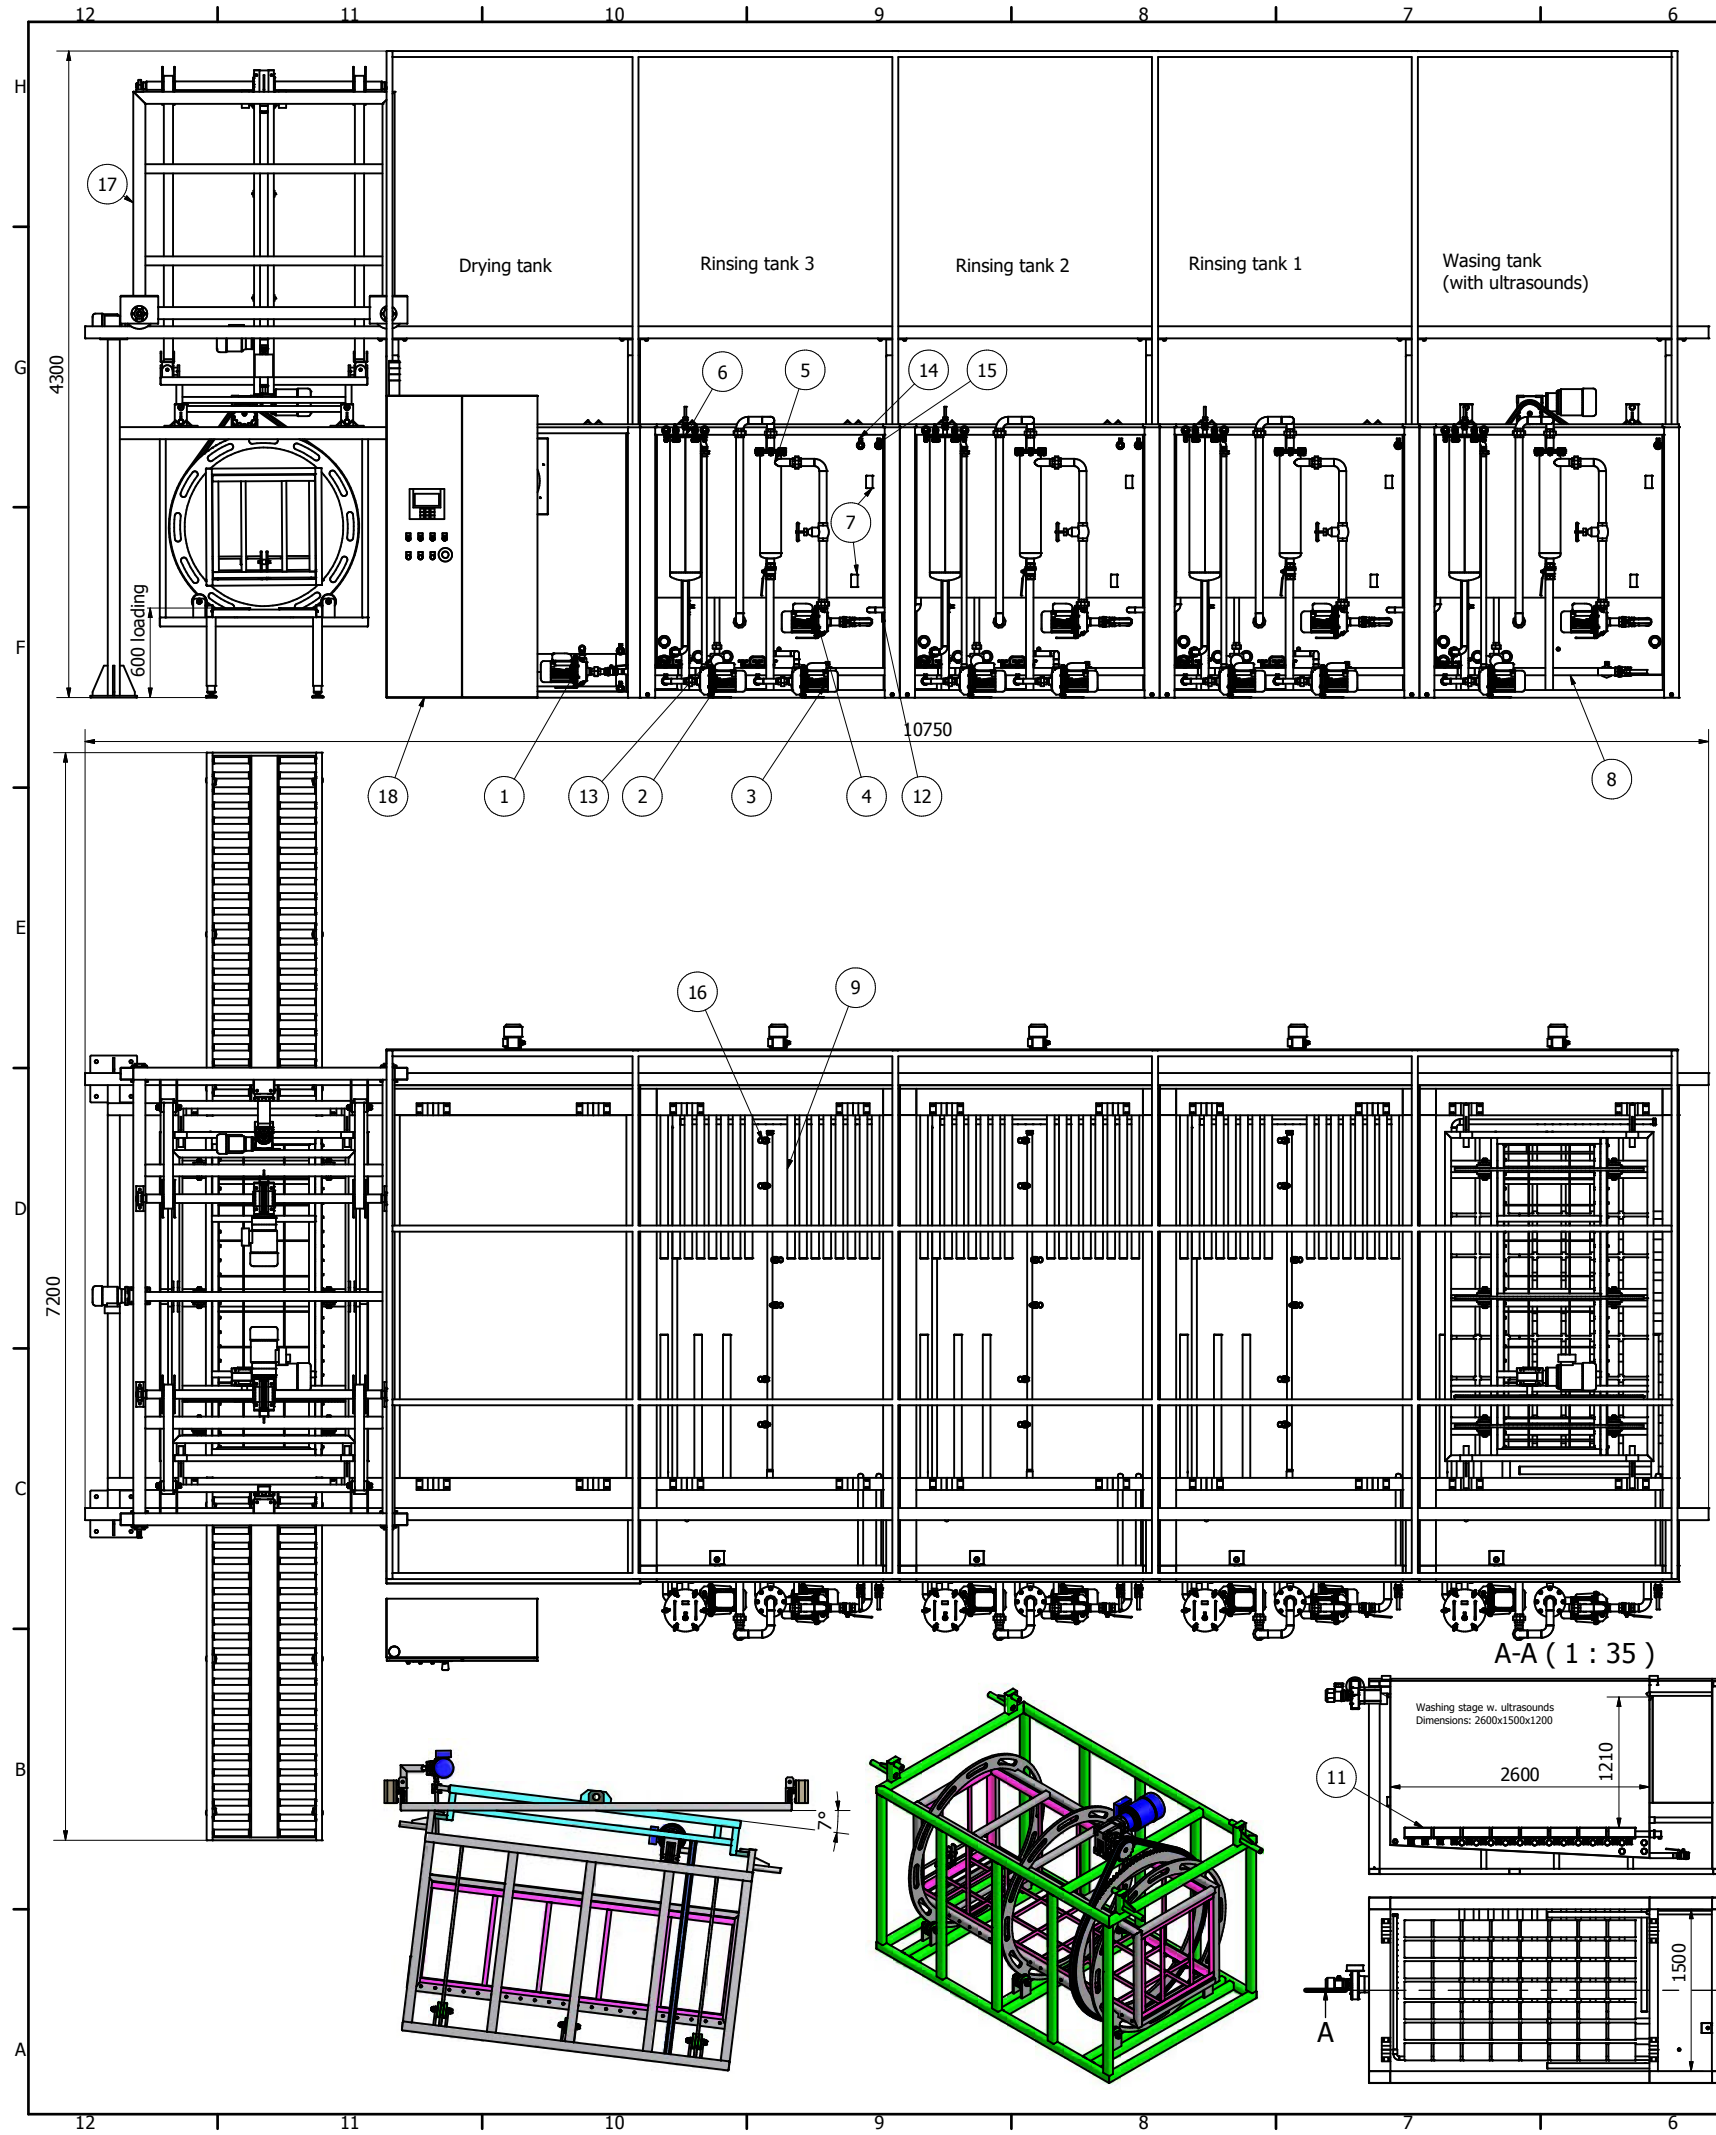 12 11 10 9 8 7 6
H
17
Drying tank
Rinsing tank 3
Rinsing tank 2
Rinsing tank 1
Wasing tank
(with ultrasounds)
G
4300
6
5
14
15
7
600 loading
F
10750
18
1
13
2
3
4
12
8
E
16
9
D
7200
C
A-A ( 1 : 35 )
Washing stage w. ultrasounds
Dimensions: 2600x1500x1200
B
11
2600
1210
7°
1500
A
A
12 11 10 9 8 7 6